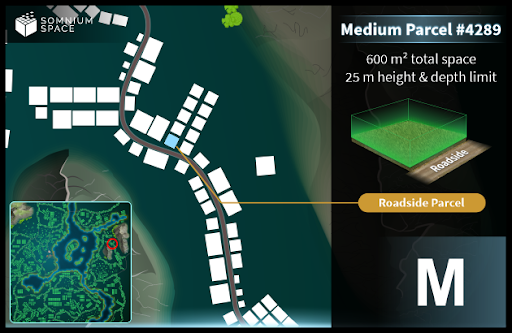 SOMNIUM
SPACE
Medium Parcel #4289
600 m² total space
25 m height & depth limit
Roadside
Roadside Parcel
M